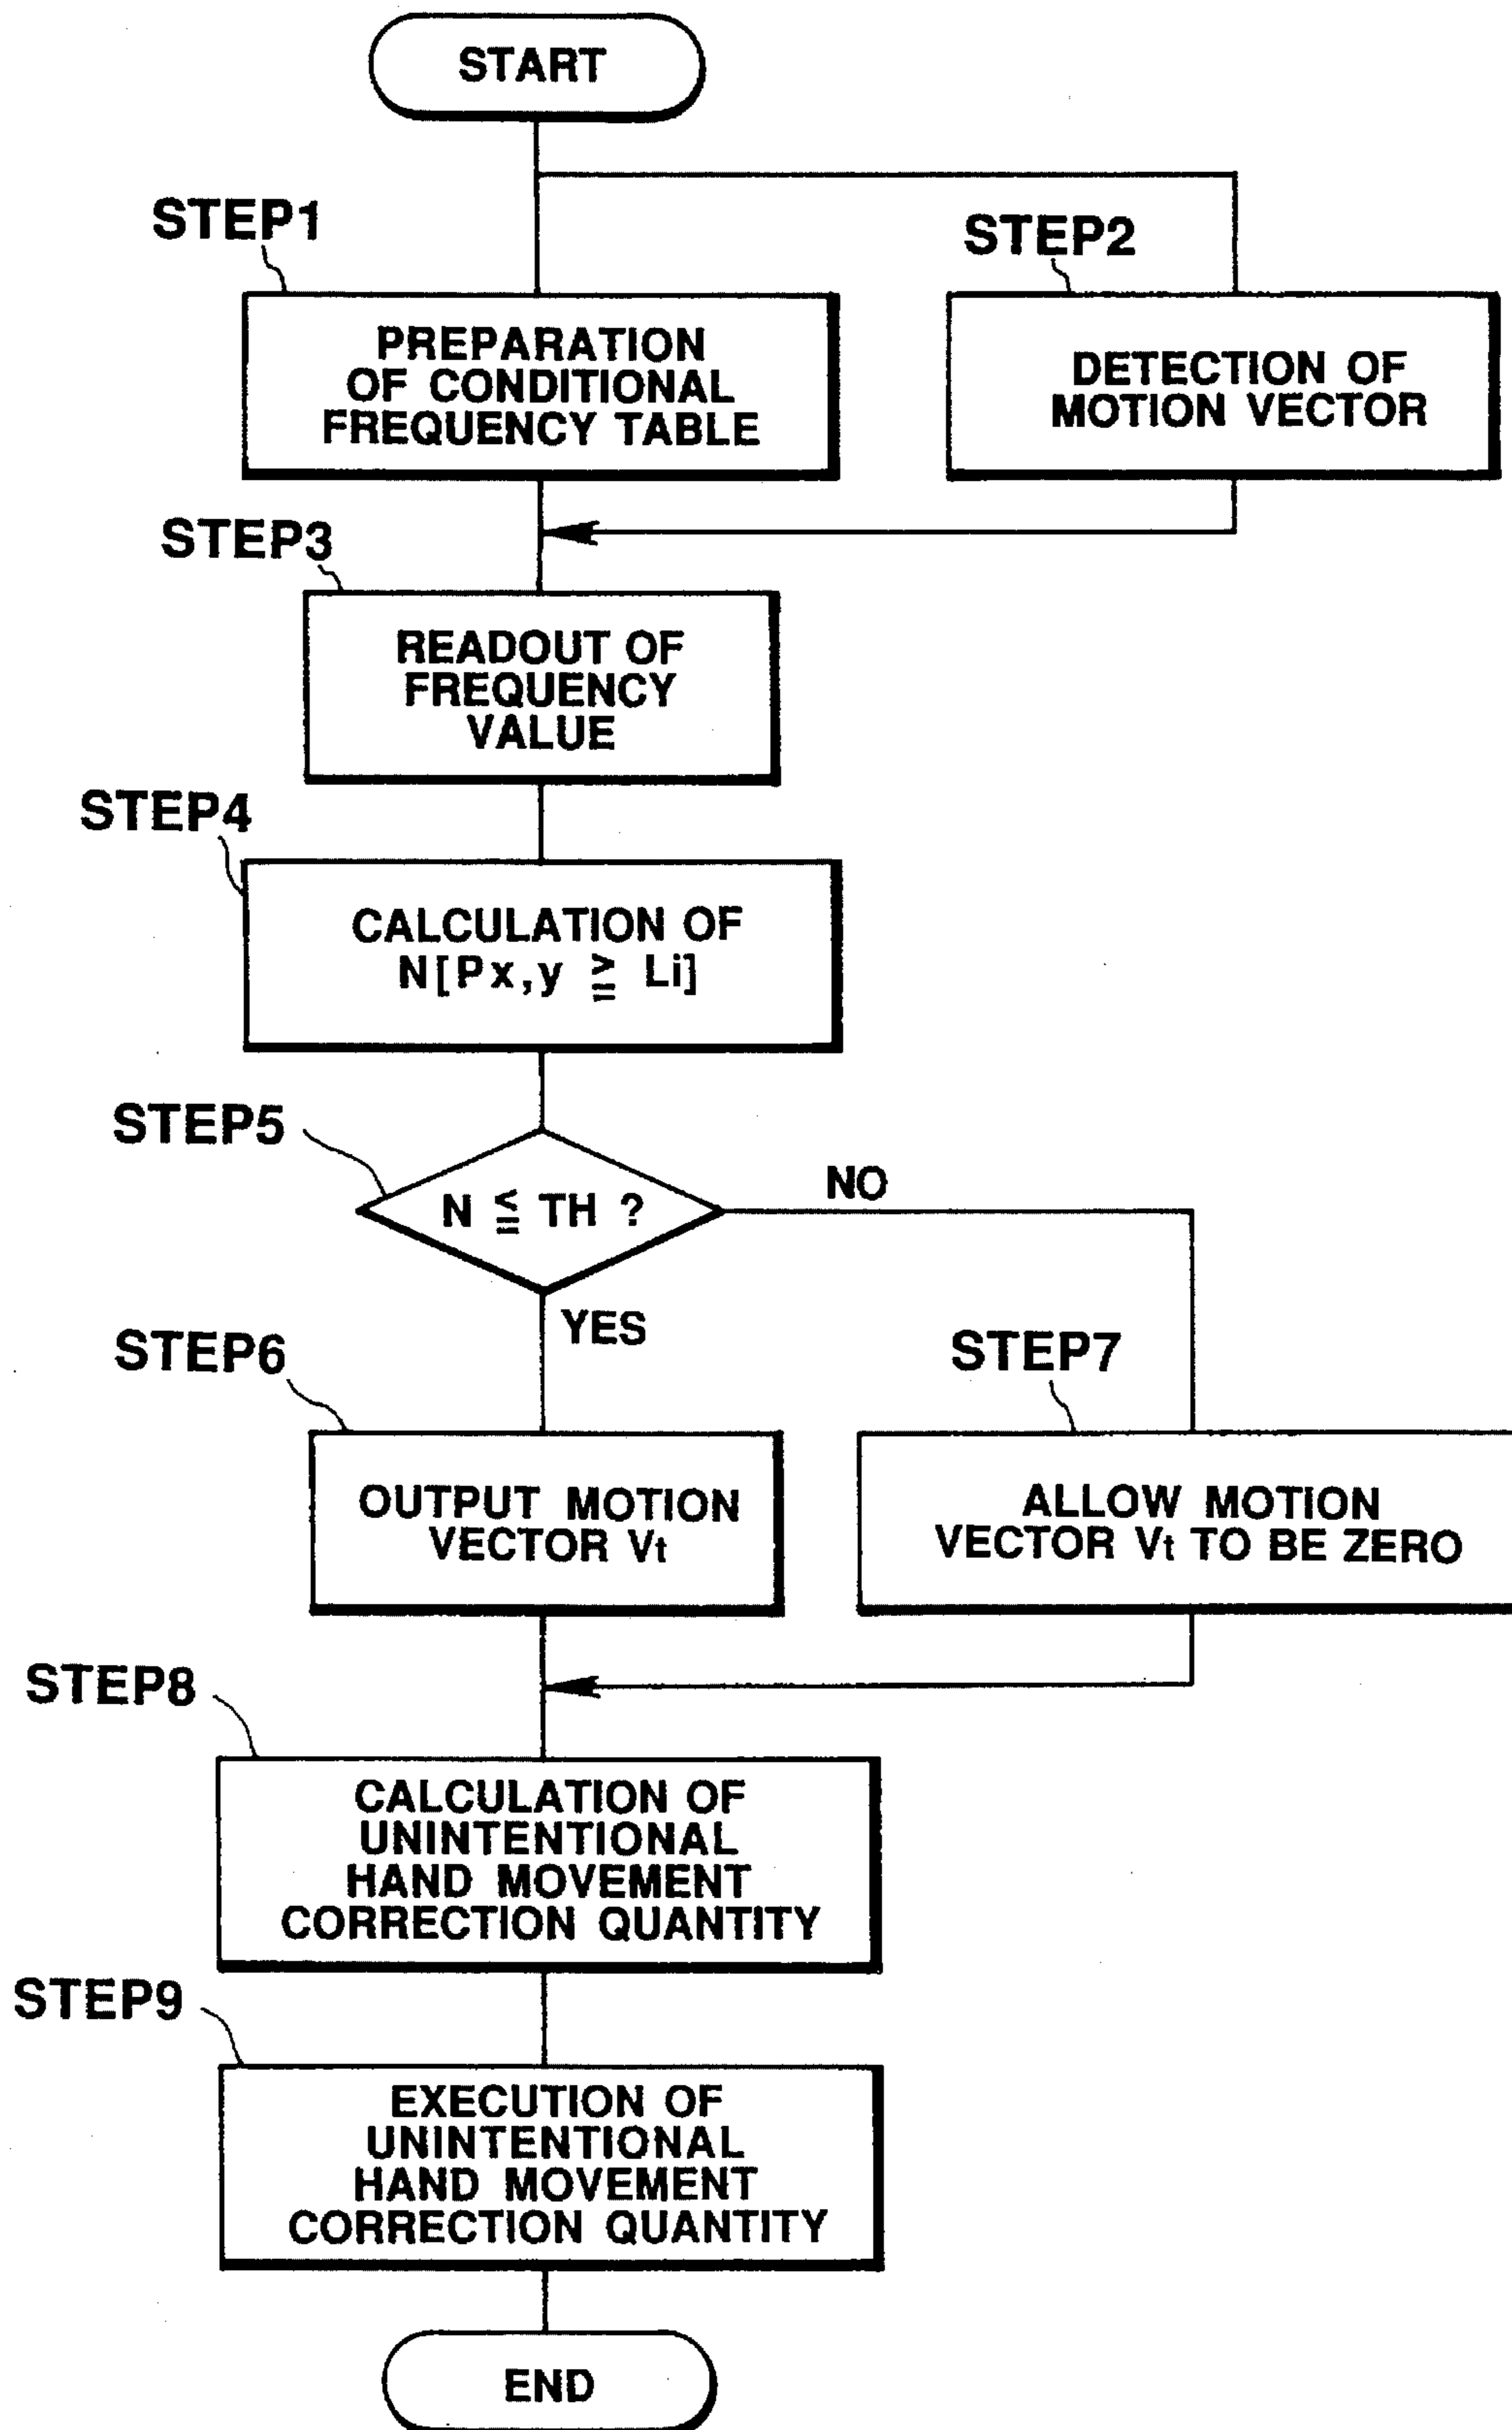 START
STEP1
STEP2
PREPARATION
OF CONDITIONAL
FREQUENCY TABLE
DETECTION OF
MOTION VECTOR
STEP3
READOUT OF
FREQUENCY
VALUE
STEP4
CALCULATION OF
N[Px,y ≧ Li]
STEP5
N ≦ TH ?
NO
YES
STEP6
STEP7
OUTPUT MOTION
VECTOR Vt
ALLOW MOTION
VECTOR Vt TO BE ZERO
STEP8
CALCULATION OF
UNINTENTIONAL
HAND MOVEMENT
CORRECTION QUANTITY
STEP9
EXECUTION OF
UNINTENTIONAL
HAND MOVEMENT
CORRECTION QUANTITY
END